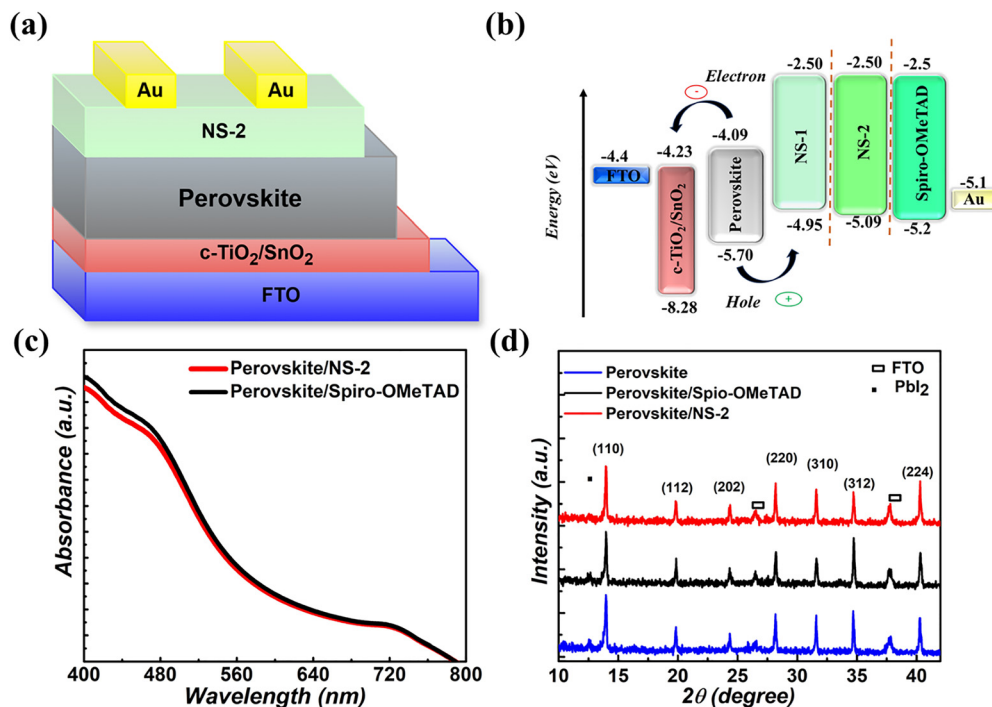 (a)
Au
Au
NS-2
Perovskite
c-TiO2/SnO2
FTO
(b)
Energy (eV)
Electron
-
-2.50
-2.50
-2.5
-4.09
-4.23
-4.4
FTO
c-TiO2/SnO2
Perovskite
NS-1
NS-2
Spiro-OMeTAD
-5.1
Au
-4.95
-5.09
-5.2
-5.70
-8.28
Hole
+
(c)
Absorbance (a.u.)
Perovskite/NS-2
Perovskite/Spiro-OMeTAD
400 480 560 640 720 800
Wavelength (nm)
(d)
Intensity (a.u.)
Perovskite
Perovskite/Spio-OMeTAD
Perovskite/NS-2
FTO
PbI2
(110)
(112)
(202)
(220)
(310)
(312)
(224)
10 15 20 25 30 35 40
2θ (degree)